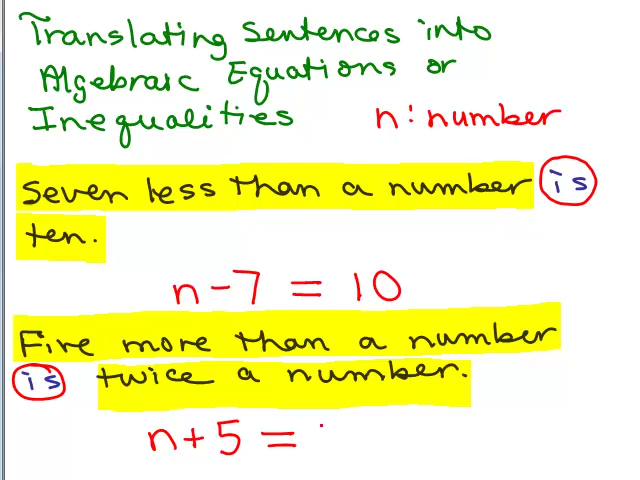 Translating Sentences into
Algebraic Equations or
Inequalities n: number
Seven less than a number is
ten.
n - 7 = 10
Five more than a number
is twice a number.
n + 5 =